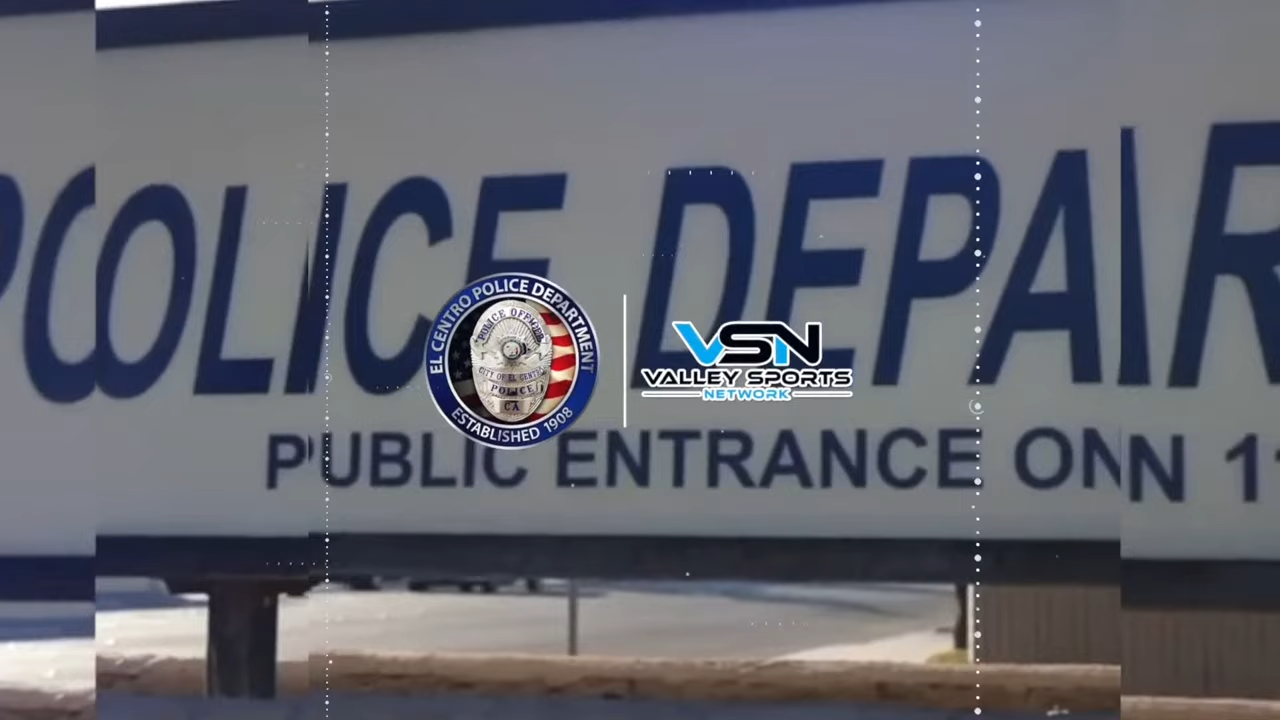 POLICE DEPAR
PUBLIC ENTRANCE ON 11
EL CENTRO POLICE DEPARTMENT
POLICE OFFICER
CITY OF EL CENTRO
POLICE
CA
ESTABLISHED 1908
VSN
VALLEY SPORTS
NETWORK